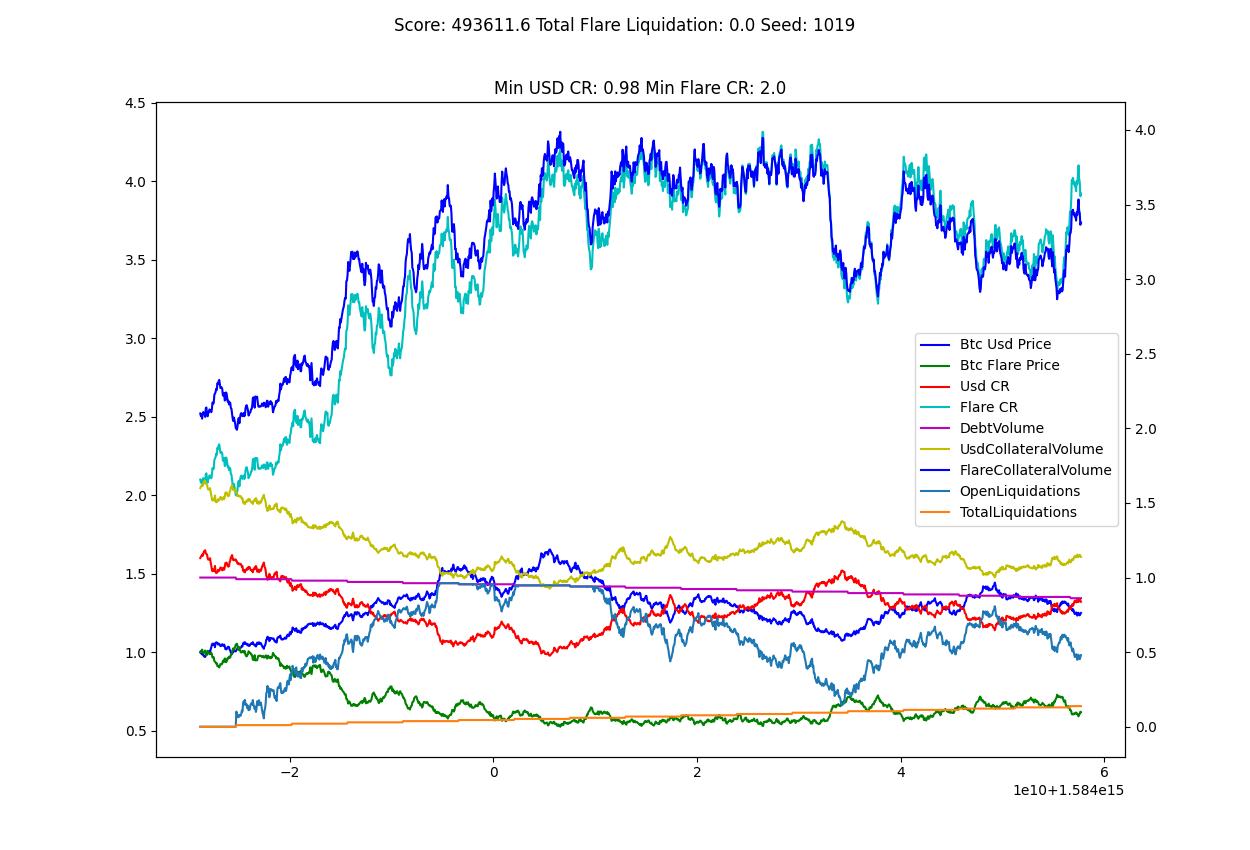 Score: 493611.6 Total Flare Liquidation: 0.0 Seed: 1019
Min USD CR: 0.98 Min Flare CR: 2.0
4.5
4.0
3.5
3.0
2.5
2.0
1.5
1.0
0.5
4.0
3.5
3.0
2.5
2.0
1.5
1.0
0.5
0.0
Btc Usd Price
Btc Flare Price
Usd CR
Flare CR
DebtVolume
UsdCollateralVolume
FlareCollateralVolume
OpenLiquidations
TotalLiquidations
−2 0 2 4 6
1e10+1.584e15